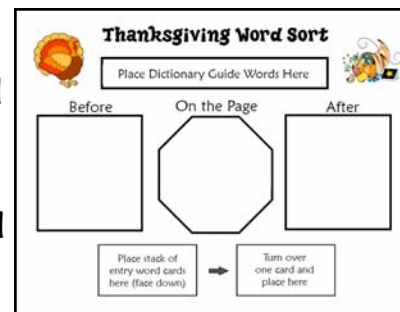 Thanksgiving Word Sort
Place Dictionary Guide Words Here
Before On the Page After
Place stack of
entry word cards
here (face down)
Turn over
one card and
place here